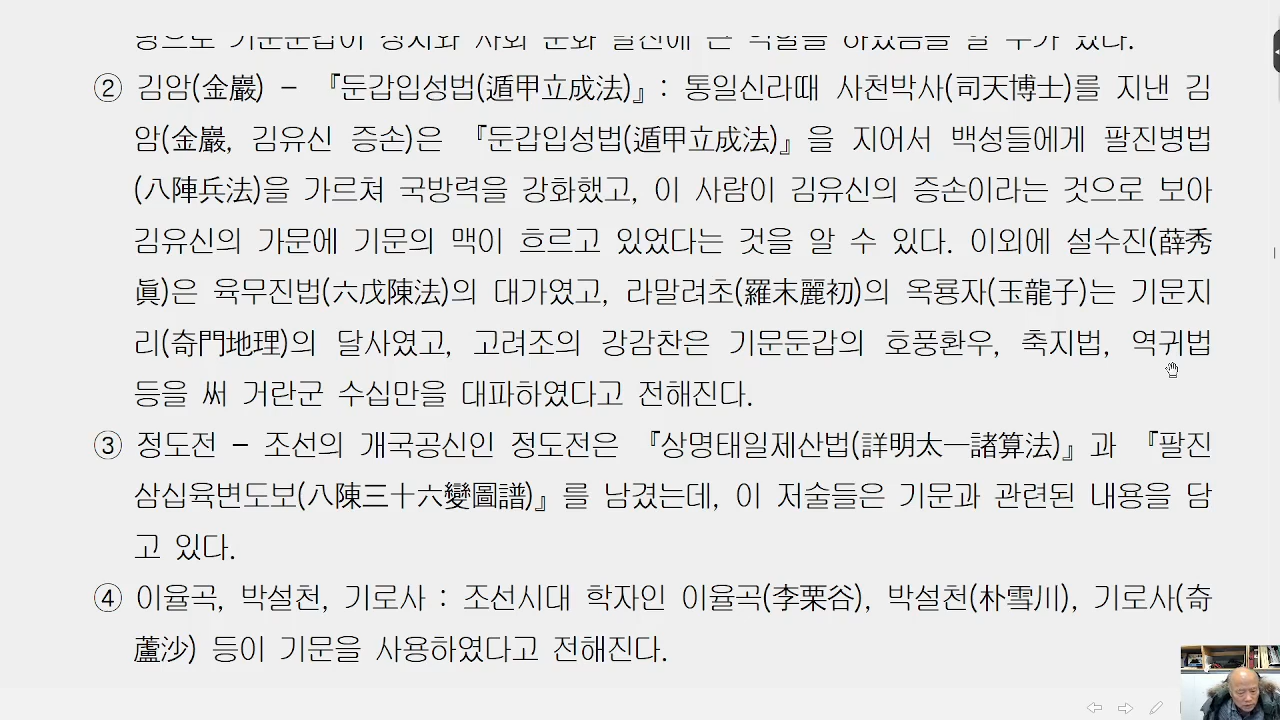 ② 김암(金巖) - 『둔갑입성법(遁甲立成法)』: 통일신라때 사천박사(司天博士)를 지낸 김
암(金巖, 김유신 증손)은 『둔갑입성법(遁甲立成法)』을 지어서 백성들에게 팔진병법
(八陣兵法)을 가르쳐 국방력을 강화했고, 이 사람이 김유신의 증손이라는 것으로 보아
김유신의 가문에 기문의 맥이 흐르고 있었다는 것을 알 수 있다. 이외에 설수진(薛秀
眞)은 육무진법(六戊陳法)의 대가였고, 라말려초(羅末麗初)의 옥룡자(玉龍子)는 기문지
리(奇門地理)의 달사였고, 고려조의 강감찬은 기문둔갑의 호풍환우, 축지법, 역귀법
등을 써 거란군 수십만을 대파하였다고 전해진다.
③ 정도전 - 조선의 개국공신인 정도전은 『상명태일제산법(詳明太一諸算法)』과 『팔진
삼십육변도보(八陳三十六變圖譜)』를 남겼는데, 이 저술들은 기문과 관련된 내용을 담
고 있다.
④ 이율곡, 박설천, 기로사 : 조선시대 학자인 이율곡(李栗谷), 박설천(朴雪川), 기로사(奇
蘆沙) 등이 기문을 사용하였다고 전해진다.